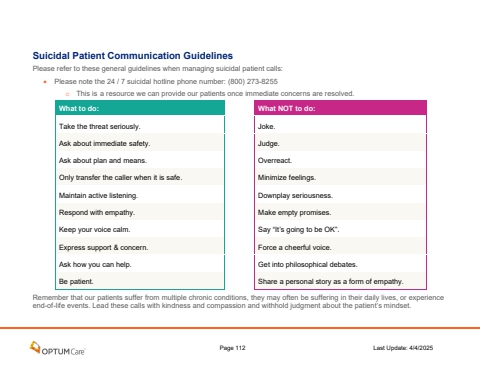 Suicidal Patient Communication Guidelines
Please refer to these general guidelines when managing suicidal patient calls:
• Please note the 24 / 7 suicidal hotline phone number: (800) 273-8255
o This is a resource we can provide our patients once immediate concerns are resolved.
What to do:
Take the threat seriously.
Ask about immediate safety.
Ask about plan and means.
Only transfer the caller when it is safe.
Maintain active listening.
Respond with empathy.
Keep your voice calm.
Express support & concern.
Ask how you can help.
Be patient.
What NOT to do:
Joke.
Judge.
Overreact.
Minimize feelings.
Downplay seriousness.
Make empty promises.
Say "It's going to be OK".
Force a cheerful voice.
Get into philosophical debates.
Share a personal story as a form of empathy.
Remember that our patients suffer from multiple chronic conditions, they may often be suffering in their daily lives, or experience
end-of-life events. Lead these calls with kindness and compassion and withhold judgment about the patient's mindset.
OPTUMCare
Page 112
Last Update: 4/4/2025